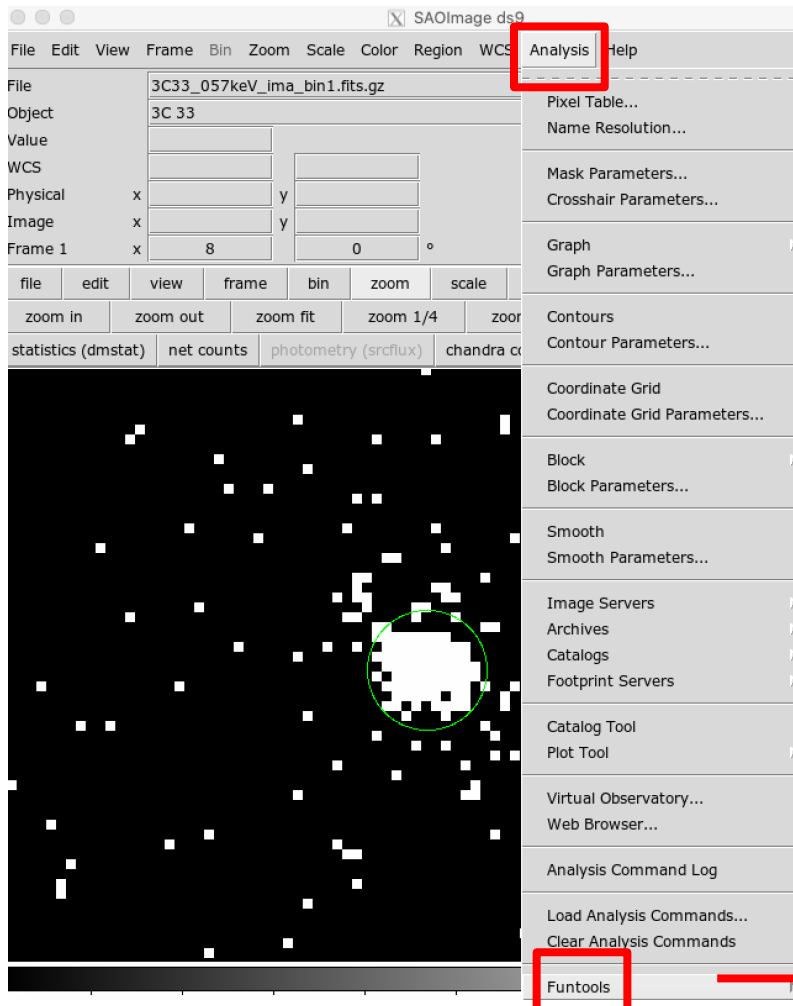 X SAOImage ds9
File Edit View Frame Bin Zoom Scale Color Region WCS Analysis Help
File 3C33_057keV_ima_bin1.fits.gz
Object 3C 33
Value
WCS
Physical x y
Image x y
Frame 1 x 8 0 °
file edit view frame bin zoom scale
zoom in zoom out zoom fit zoom 1/4
statistics (dmstat) net counts photometry (srcflux) chandra
Pixel Table...
Name Resolution...
Mask Parameters...
Crosshair Parameters...
Graph
Graph Parameters...
Contours
Contour Parameters...
Coordinate Grid
Coordinate Grid Parameters...
Block
Block Parameters...
Smooth
Smooth Parameters...
Image Servers
Archives
Catalogs
Footprint Servers
Catalog Tool
Plot Tool
Virtual Observatory...
Web Browser...
Analysis Command Log
Load Analysis Commands...
Clear Analysis Commands
Funtools